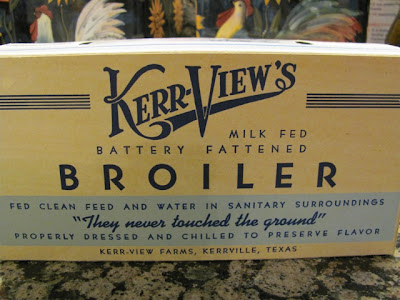 KERR-VIEW'S
MILK FED
BATTERY FATTENED
BROILER
FED CLEAN FEED AND WATER IN SANITARY SURROUNDINGS
"They never touched the ground"
PROPERLY DRESSED AND CHILLED TO PRESERVE FLAVOR
KERR-VIEW FARMS, KERRVILLE, TEXAS